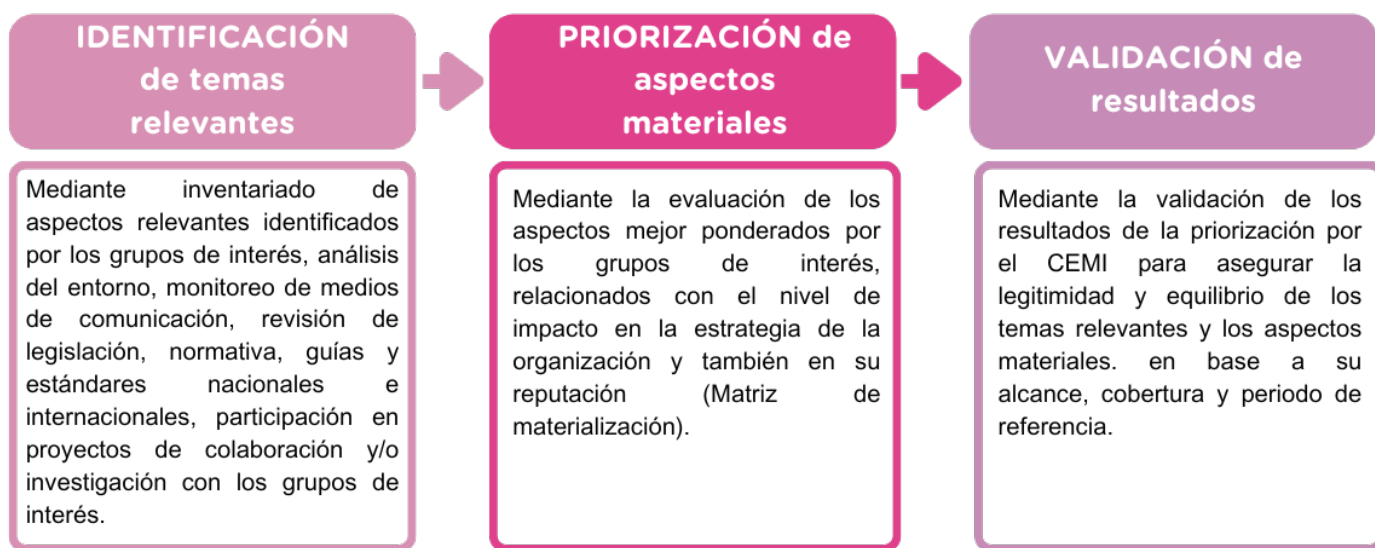 IDENTIFICACIÓN
de temas
relevantes
Mediante inventariado de
aspectos relevantes identificados
por los grupos de interés, análisis
del entorno, monitoreo de medios
de comunicación, revisión de
legislación, normativa, guías y
estándares nacionales e
internacionales, participación en
proyectos de colaboración y/o
investigación con los grupos de
interés.
PRIORIZACIÓN de
aspectos
materiales
Mediante la evaluación de los
aspectos mejor ponderados por
los grupos de interés,
relacionados con el nivel de
impacto en la estrategia de la
organización y también en su
reputación (Matriz de
materialización).
VALIDACIÓN de
resultados
Mediante la validación de los
resultados de la priorización por
el CEMI para asegurar la
legitimidad y equilibrio de los
temas relevantes y los aspectos
materiales. en base a su
alcance, cobertura y periodo de
referencia.